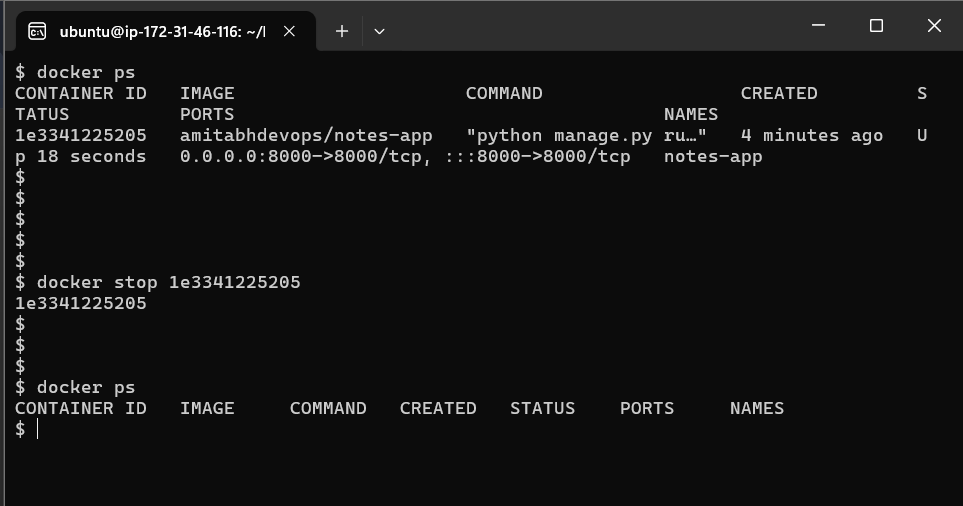 ubuntu@ip-172-31-46-116: ~/
$ docker ps
CONTAINER ID   IMAGE                     COMMAND                  CREATED         S
TATUS          PORTS                                       NAMES
1e3341225205   amitabhdevops/notes-app   "python manage.py ru…"   4 minutes ago   U
p 18 seconds   0.0.0.0:8000->8000/tcp, :::8000->8000/tcp   notes-app
$
$
$
$
$
$ docker stop 1e3341225205
1e3341225205
$
$
$
$ docker ps
CONTAINER ID   IMAGE     COMMAND   CREATED   STATUS    PORTS     NAMES
$